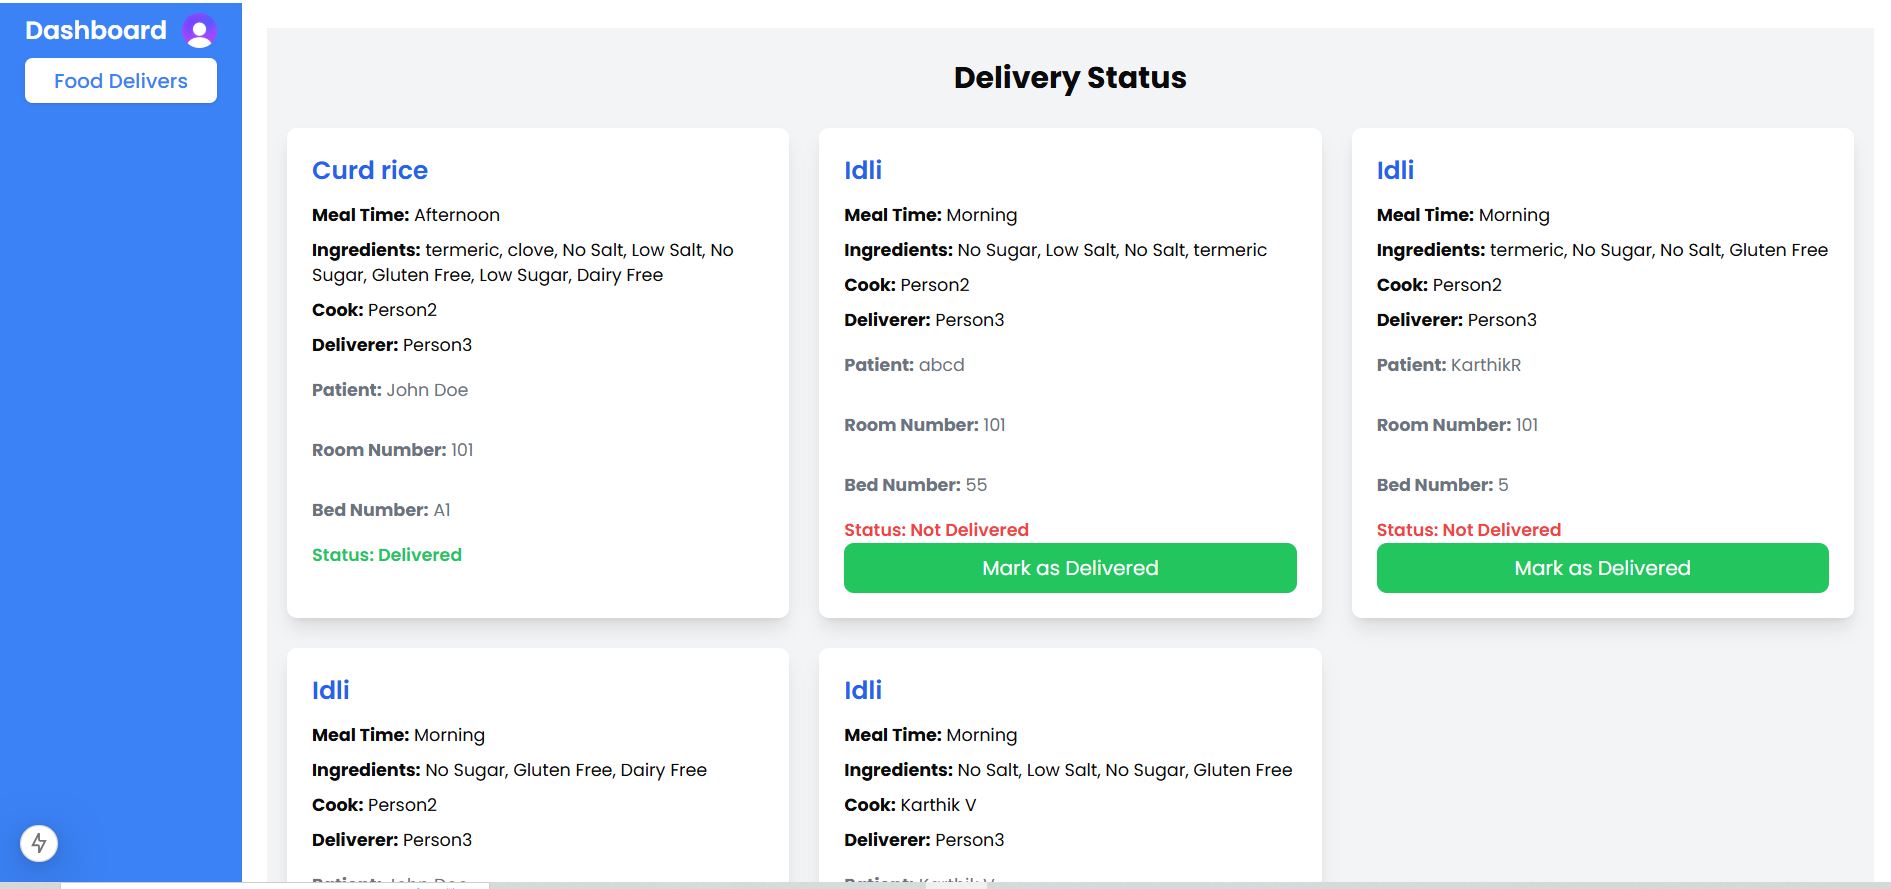 Dashboard
Food Delivers
Delivery Status
Curd rice
Meal Time: Afternoon
Ingredients: termeric, clove, No Salt, Low Salt, No
Sugar, Gluten Free, Low Sugar, Dairy Free
Cook: Person2
Deliverer: Person3
Patient: John Doe
Room Number: 101
Bed Number: A1
Status: Delivered
Idli
Meal Time: Morning
Ingredients: No Sugar, Low Salt, No Salt, termeric
Cook: Person2
Deliverer: Person3
Patient: abcd
Room Number: 101
Bed Number: 55
Status: Not Delivered
Mark as Delivered
Idli
Meal Time: Morning
Ingredients: termeric, No Sugar, No Salt, Gluten Free
Cook: Person2
Deliverer: Person3
Patient: KarthikR
Room Number: 101
Bed Number: 5
Status: Not Delivered
Mark as Delivered
Idli
Meal Time: Morning
Ingredients: No Sugar, Gluten Free, Dairy Free
Cook: Person2
Deliverer: Person3
Idli
Meal Time: Morning
Ingredients: No Salt, Low Salt, No Sugar, Gluten Free
Cook: Karthik V
Deliverer: Person3